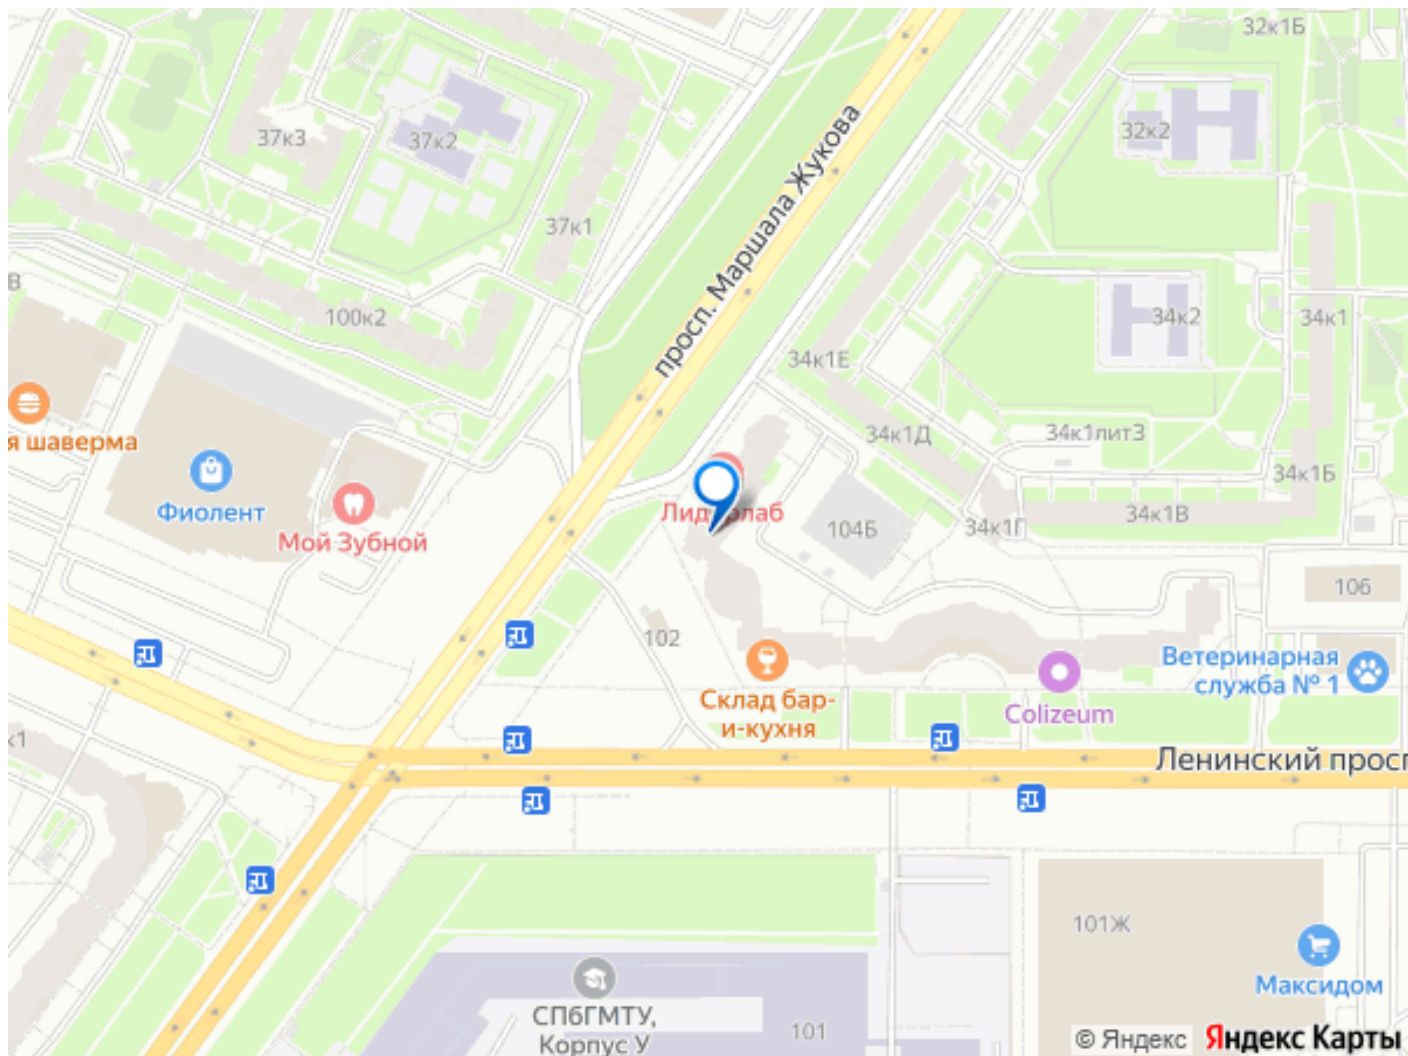 32к1Б
37к3
37к2
32к2
37к1
просп. Маршала Жукова
В
100к2
34к2
34к1
34к1Е
я шаверма
34к1Д
34к1лит3
34к1Б
Фиолент
Мой Зубной
104Б
34к1Г
34к1В
106
102
Ветеринарная
служба № 1
Склад бар-
и-кухня
Colizeum
к1
Ленинский просп
101Ж
Максидом
СПбГМТУ,
Корпус У
101
© Яндекс
Яндекс Карты